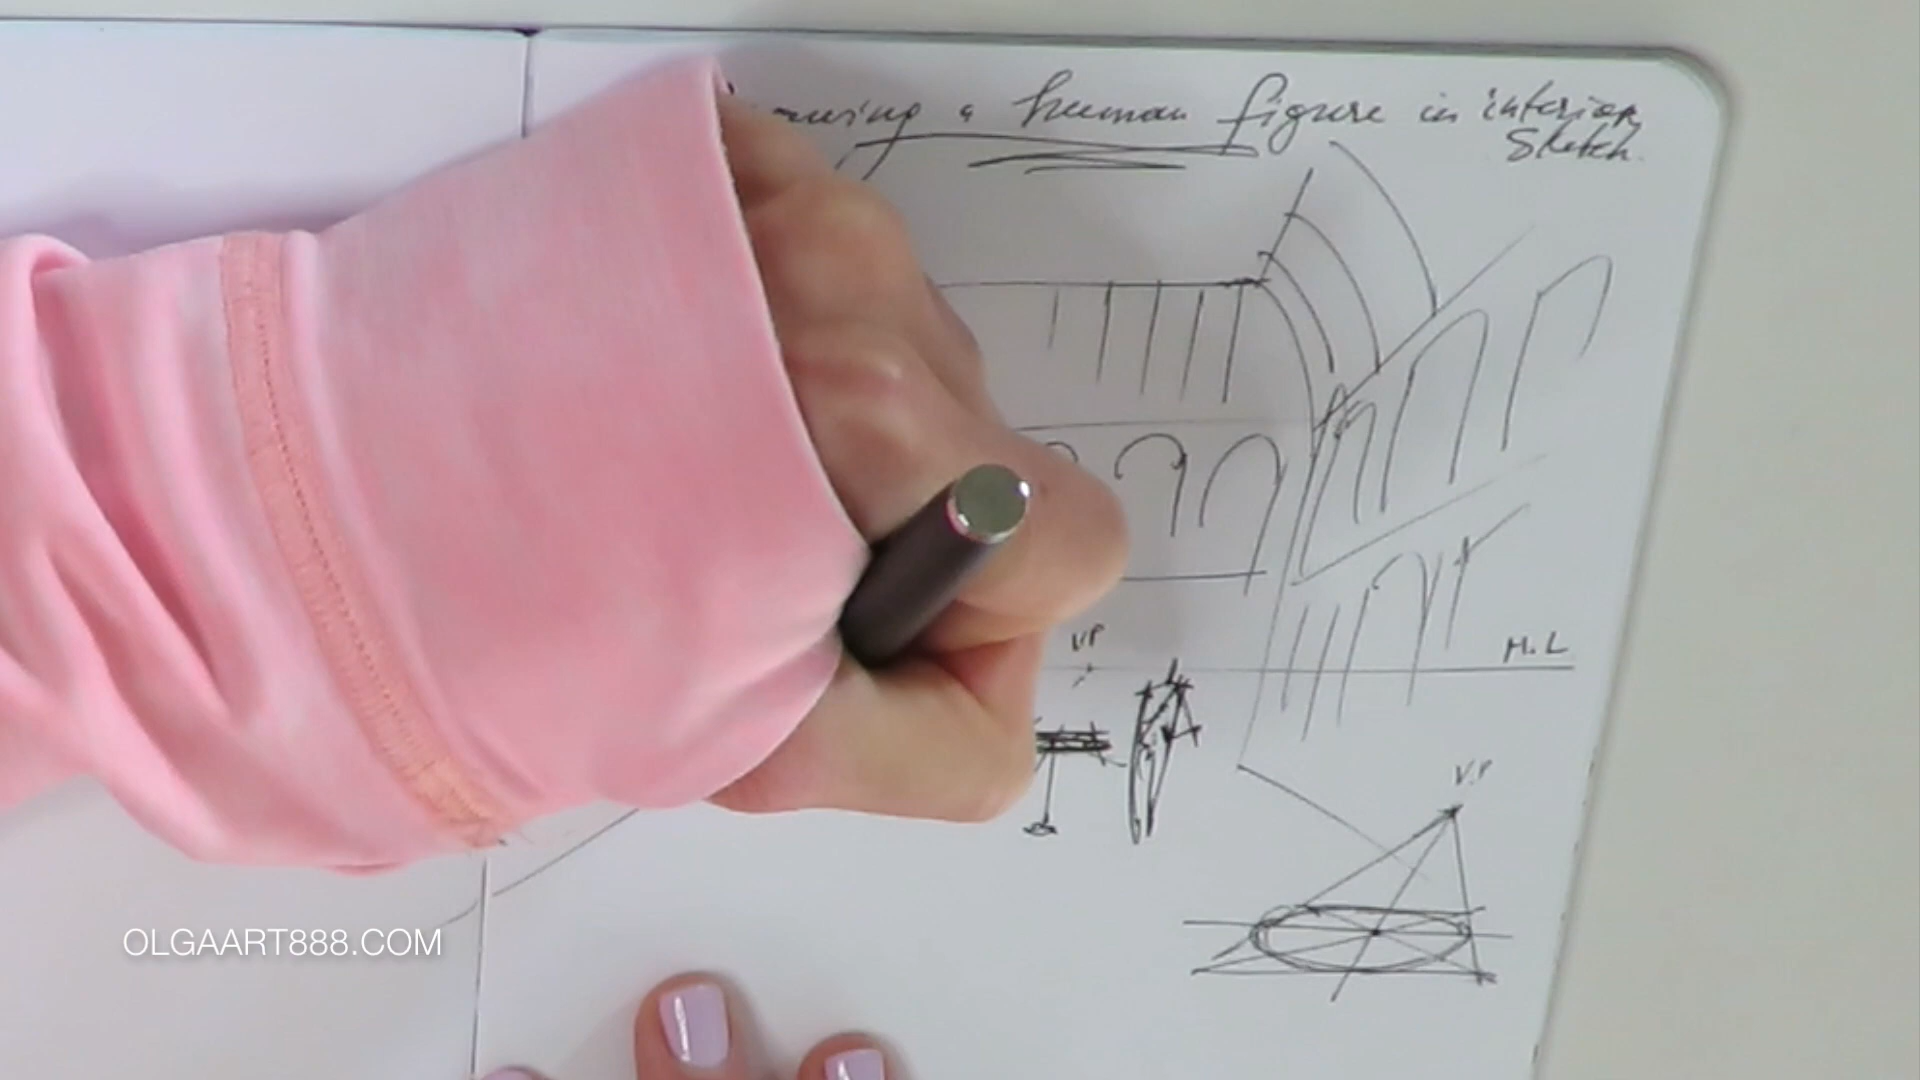 a human figure in interior
Sketch.
V.P
H.L
V.P
OLGAART888.COM